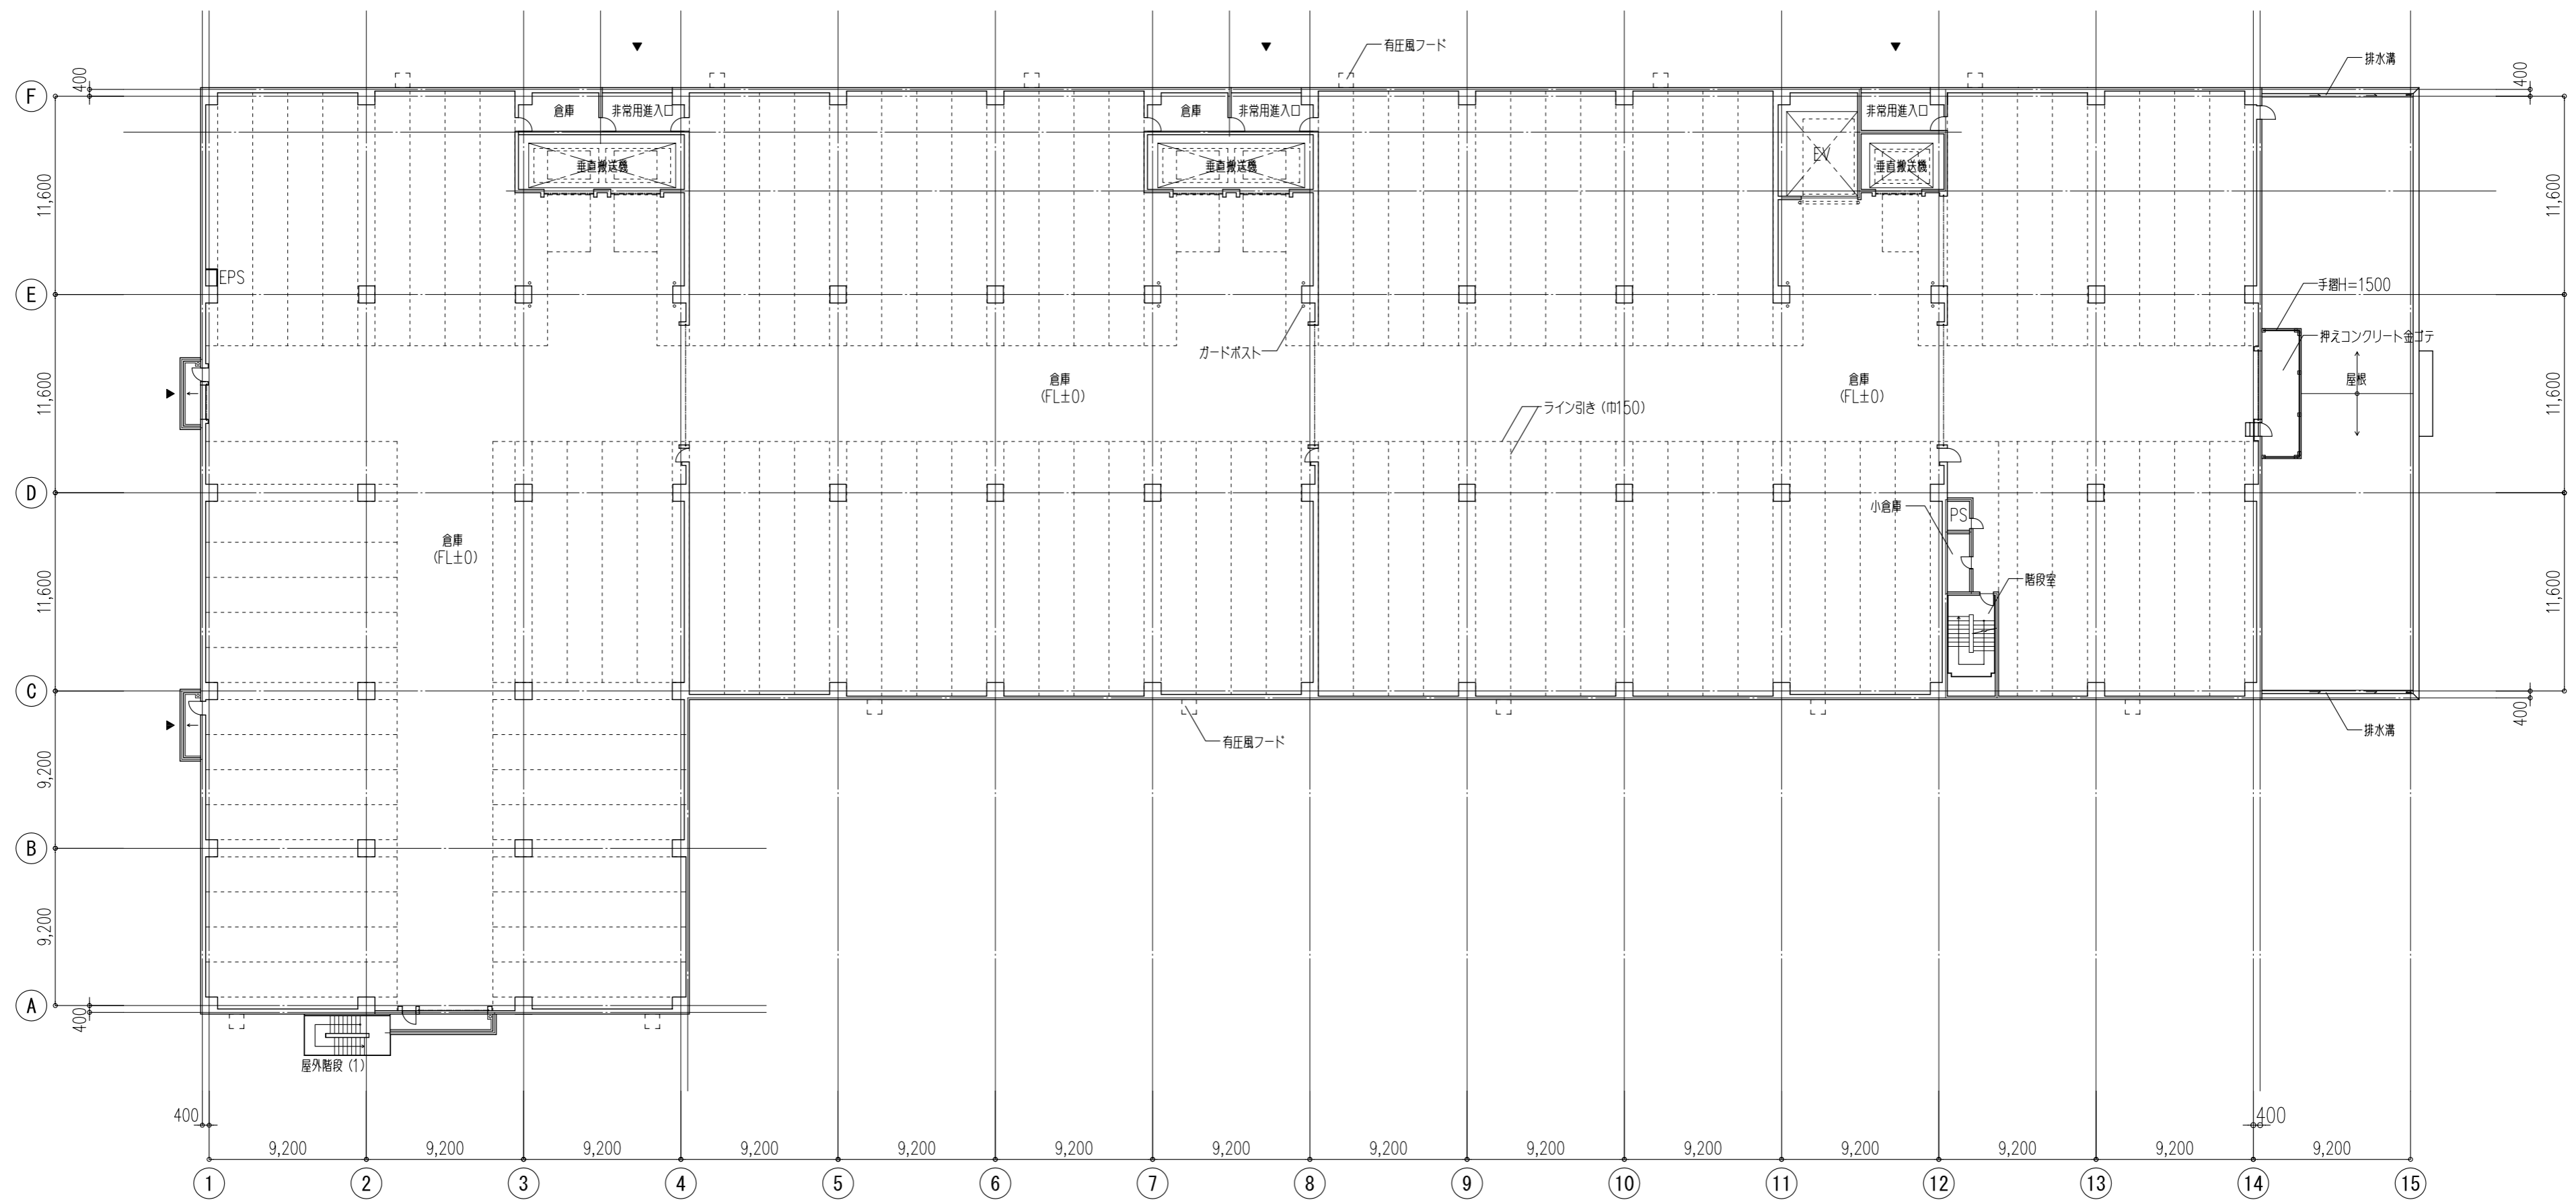 有圧風フード
排水溝
400
400
F
倉庫
非常用進入口
倉庫
非常用進入口
非常用進入口
EV
垂直搬送機
垂直搬送機
垂直搬送機
11,600
11,600
EPS
E
手摺H=1500
押えコンクリート金ゴテ
ガードポスト
倉庫
(FL±0)
倉庫
(FL±0)
屋根
11,600
11,600
ライン引き (巾150)
D
小倉庫
PS
倉庫
(FL±0)
階段室
11,600
11,600
C
400
有圧風フード
排水溝
9,200
B
9,200
A
400
屋外階段 (1)
400
400
9,200
9,200
9,200
9,200
9,200
9,200
9,200
9,200
9,200
9,200
9,200
9,200
9,200
9,200
1
2
3
4
5
6
7
8
9
10
11
12
13
14
15